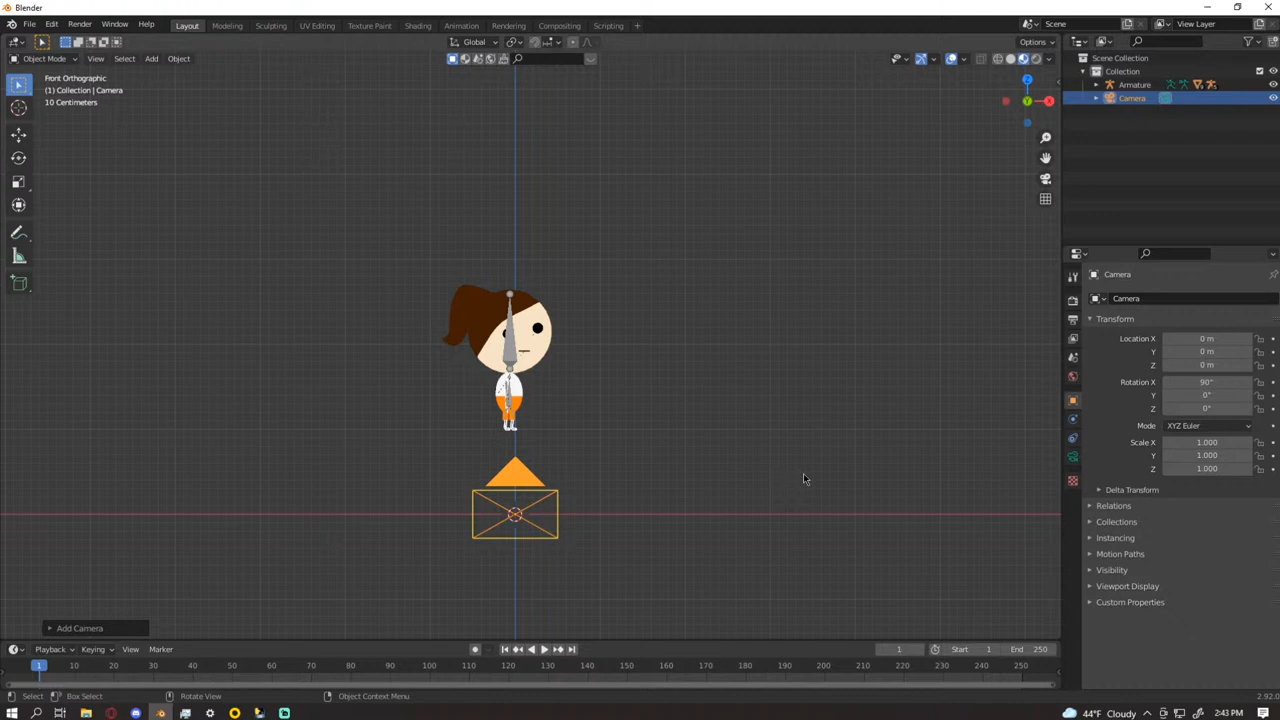 Blender
File Edit Render Window Help
Layout Modeling Sculpting UV Editing Texture Paint Shading Animation Rendering Compositing Scripting +
Scene
View Layer
Global
Options
Object Mode View Select Add Object
Front Orthographic
(1) Collection | Camera
10 Centimeters
Z
Y
X
Scene Collection
Collection
Armature
Camera
Camera
Camera
Transform
Location X 0 m
Y 0 m
Z 0 m
Rotation X 90°
Y 0°
Z 0°
Mode XYZ Euler
Scale X 1.000
Y 1.000
Z 1.000
Delta Transform
Relations
Collections
Instancing
Motion Paths
Visibility
Viewport Display
Custom Properties
Add Camera
Playback Keying View Marker
1 Start 1 End 250
1 10 20 30 40 50 60 70 80 90 100 110 120 130 140 150 160 170 180 190 200 210 220 230 240 250
Select Box Select Rotate View Object Context Menu
2.92.0
44°F Cloudy 2:43 PM